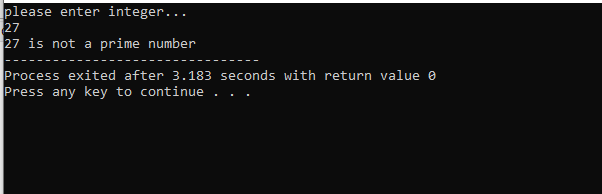 please enter integer...
27
27 is not a prime number
--------------------------------
Process exited after 3.183 seconds with return value 0
Press any key to continue . . .